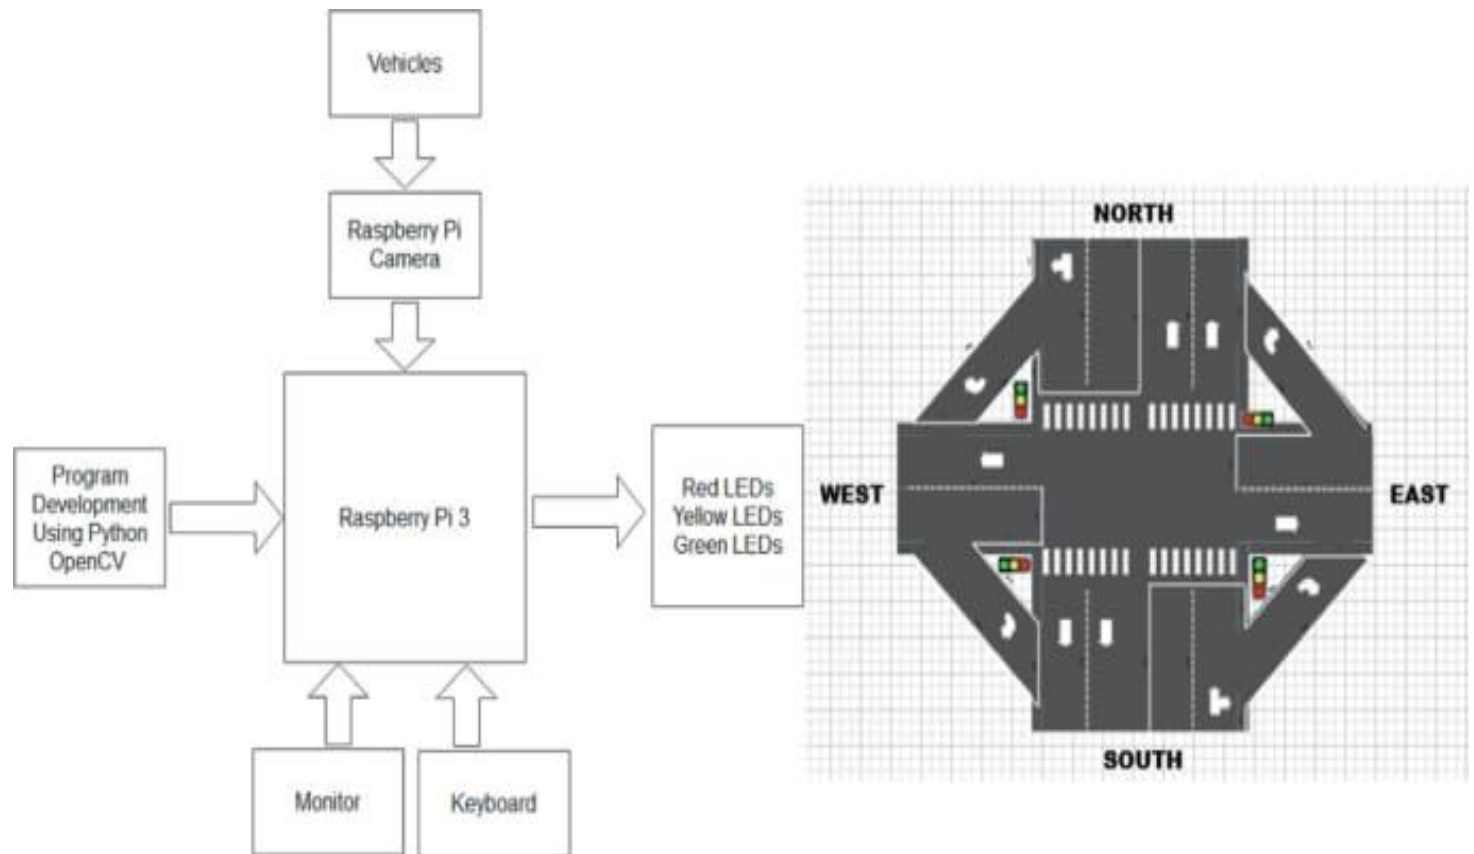 Vehicles
Raspberry Pi
Camera
Program
Development
Using Python
OpenCV
Raspberry Pi 3
Red LEDs
Yellow LEDs
Green LEDs
Monitor
Keyboard
NORTH
WEST
EAST
SOUTH